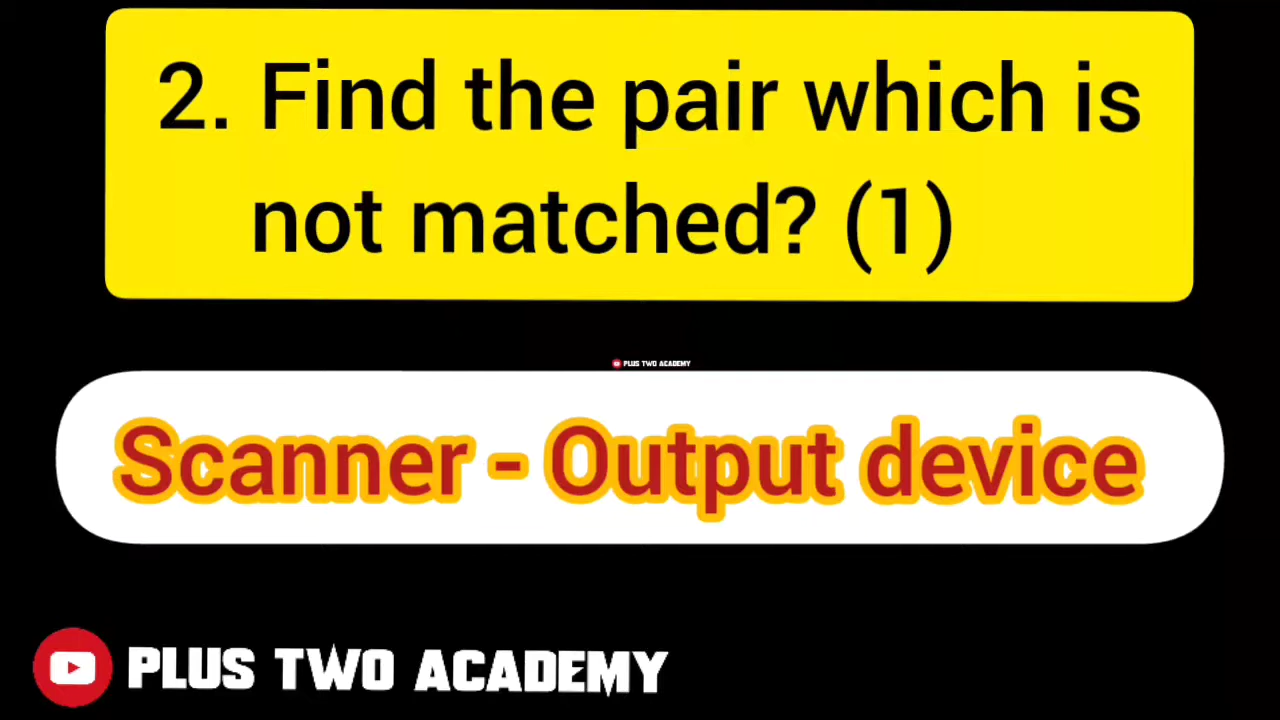 2. Find the pair which is
not matched? (1)
PLUS TWO ACADEMY
Scanner - Output device
PLUS TWO ACADEMY